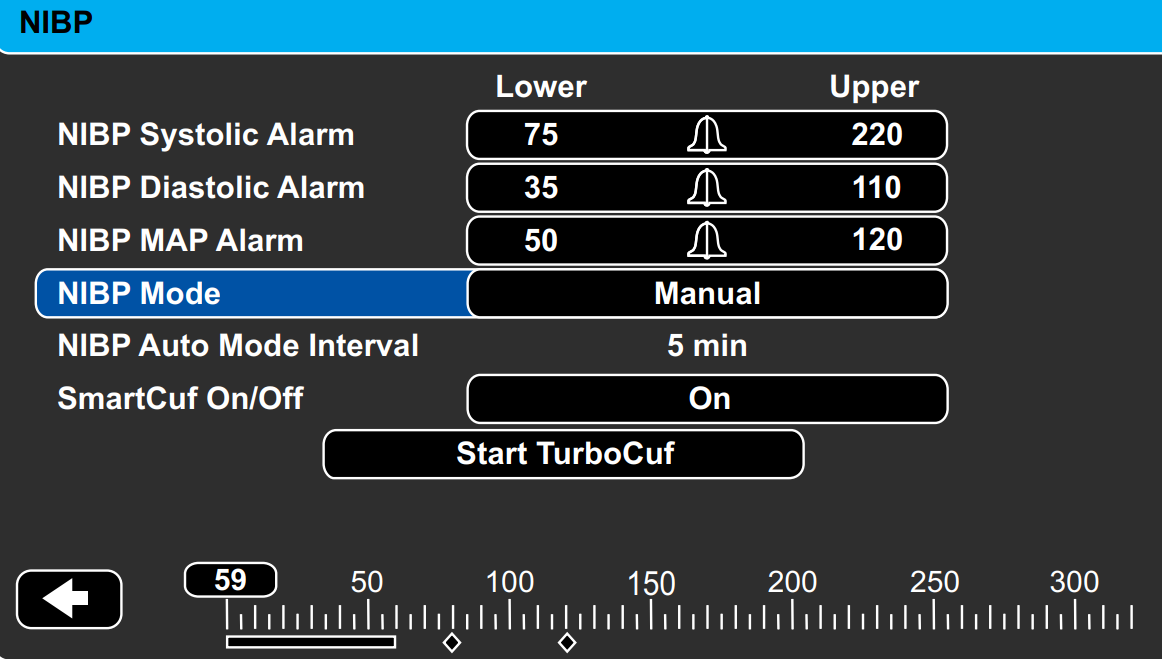 NIBP
Lower Upper
NIBP Systolic Alarm 75 220
NIBP Diastolic Alarm 35 110
NIBP MAP Alarm 50 120
NIBP Mode Manual
NIBP Auto Mode Interval 5 min
SmartCuf On/Off On
Start TurboCuf
59 50 100 150 200 250 300